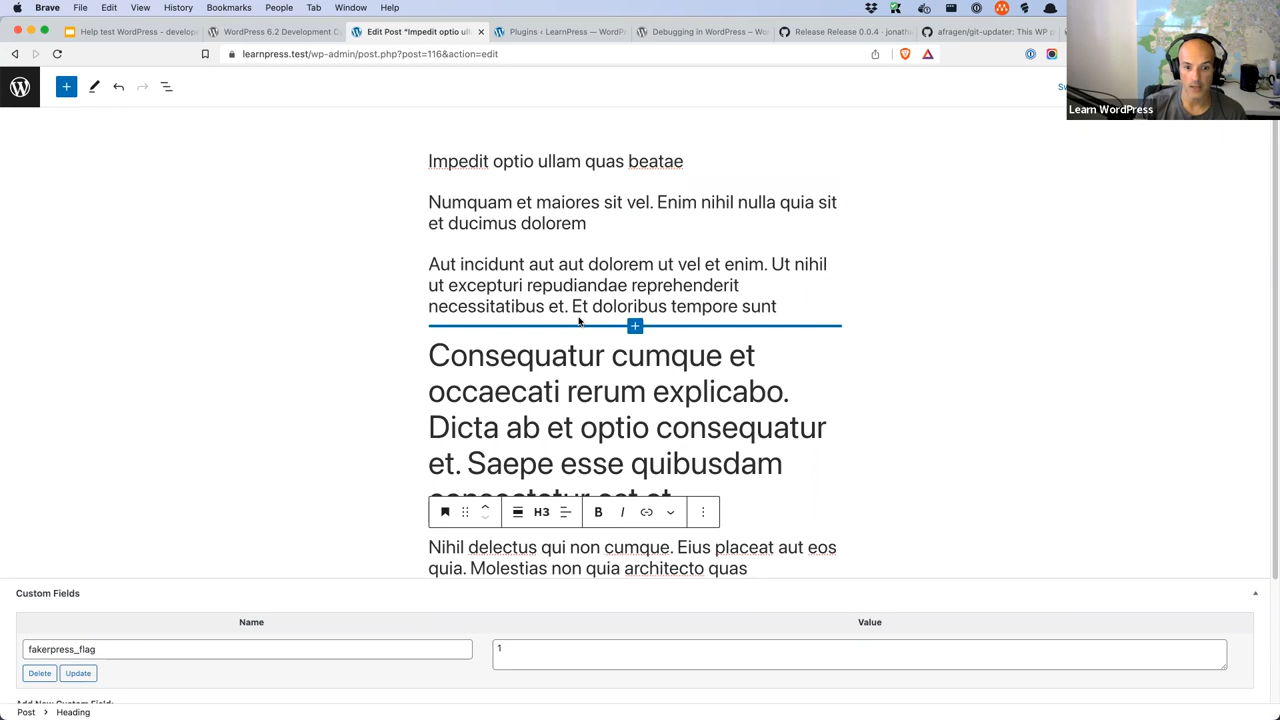 Brave File Edit View History Bookmarks People Tab Window Help
Help test WordPress - develop
WordPress 6.2 Development Cy
Edit Post "Impedit optio ull
Plugins ‹ LearnPress — WordP
Debugging in WordPress – Wo
Release Release 0.0.4 · jonath
afragen/git-updater: This WP p
learnpress.test/wp-admin/post.php?post=116&action=edit
Learn WordPress
Impedit optio ullam quas beatae
Numquam et maiores sit vel. Enim nihil nulla quia sit
et ducimus dolorem
Aut incidunt aut aut dolorem ut vel et enim. Ut nihil
ut excepturi repudiandae reprehenderit
necessitatibus et. Et doloribus tempore sunt
Consequatur cumque et
occaecati rerum explicabo.
Dicta ab et optio consequatur
et. Saepe esse quibusdam
H3 B I
Nihil delectus qui non cumque. Eius placeat aut eos
quia. Molestias non quia architecto quas
Custom Fields
Name Value
fakerpress_flag 1
Delete Update
Add New Custom Field:
Post > Heading